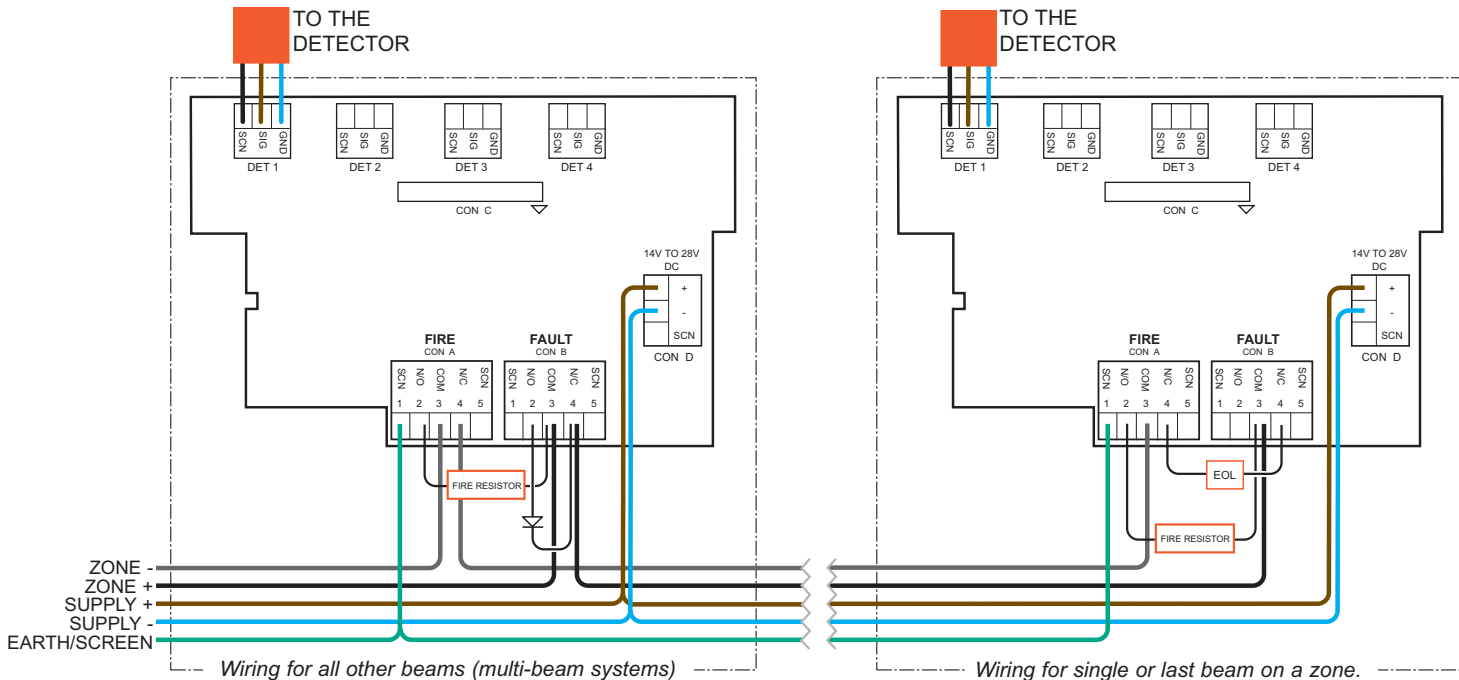 TO THE
DETECTOR
SCN SIG GND
DET 1
SCN SIG GND
DET 2
SCN SIG GND
DET 3
SCN SIG GND
DET 4
CON C
14V TO 28V
DC
+
-
SCN
CON D
FIRE
CON A
SCN N/O COM N/C SCN
1 2 3 4 5
FAULT
CON B
SCN N/O COM N/C SCN
1 2 3 4 5
FIRE RESISTOR
ZONE -
ZONE +
SUPPLY +
SUPPLY -
EARTH/SCREEN
Wiring for all other beams (multi-beam systems)
TO THE
DETECTOR
SCN SIG GND
DET 1
SCN SIG GND
DET 2
SCN SIG GND
DET 3
SCN SIG GND
DET 4
CON C
14V TO 28V
DC
+
-
SCN
CON D
FIRE
CON A
SCN N/O COM N/C SCN
1 2 3 4 5
FAULT
CON B
SCN N/O COM N/C SCN
1 2 3 4 5
EOL
FIRE RESISTOR
Wiring for single or last beam on a zone.